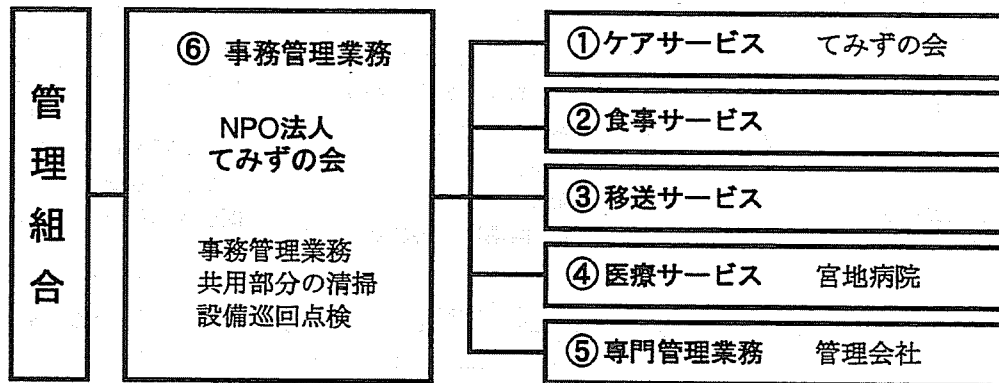 管理組合
⑥ 事務管理業務
NPO法人
てみずの会
事務管理業務
共用部分の清掃
設備巡回点検
①ケアサービス てみずの会
②食事サービス
③移送サービス
④医療サービス 宮地病院
⑤専門管理業務 管理会社